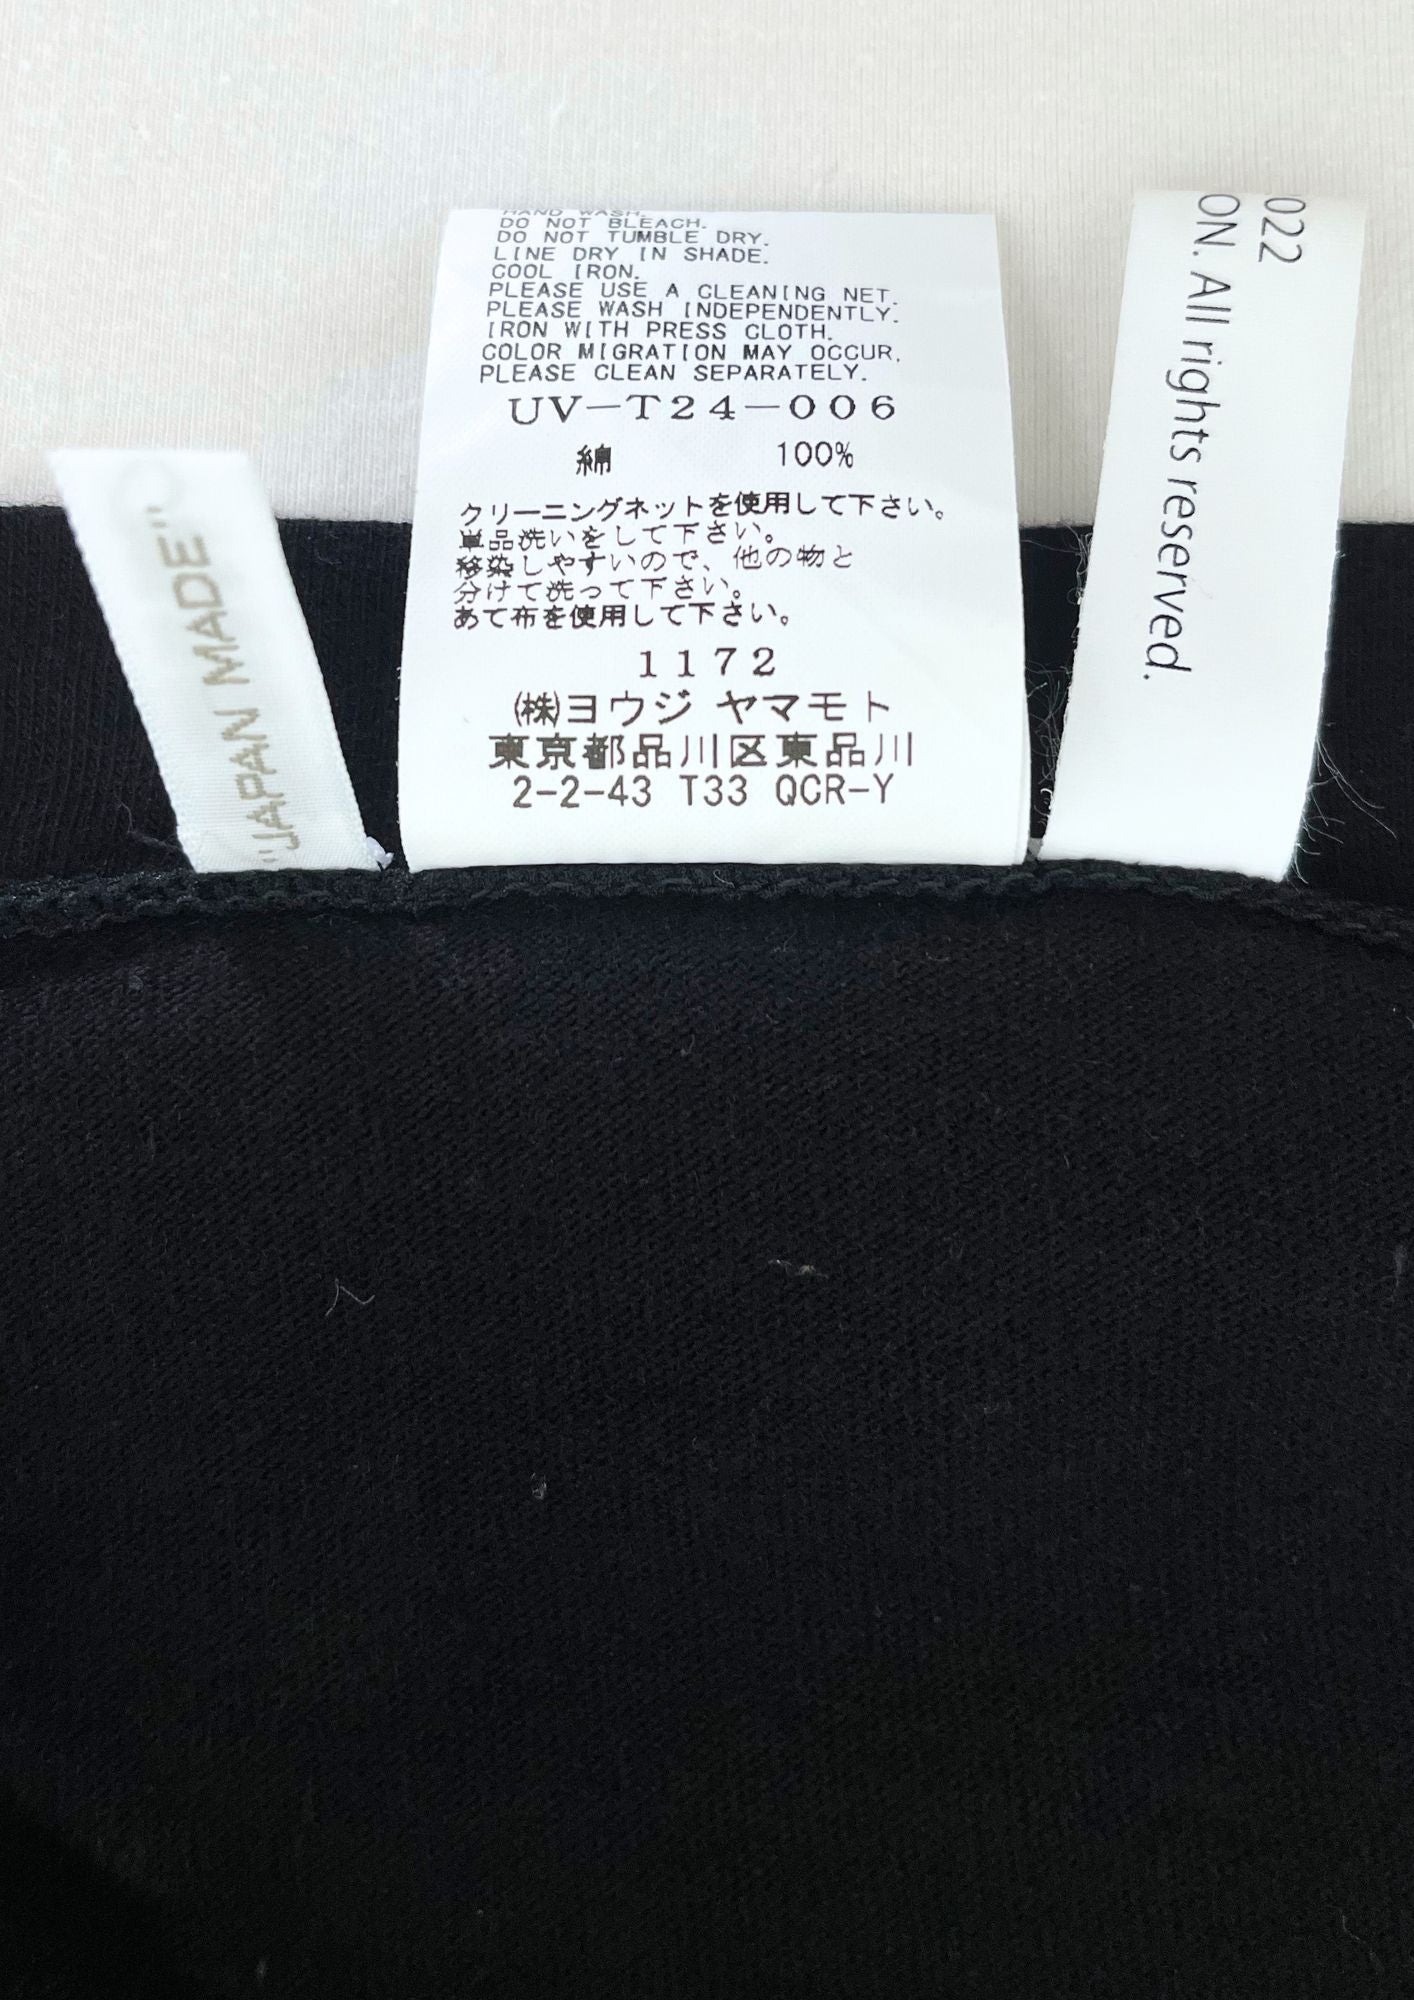 HAND WASH.
DO NOT BLEACH.
DO NOT TUMBLE DRY.
LINE DRY IN SHADE.
COOL IRON.
PLEASE USE A CLEANING NET.
PLEASE WASH INDEPENDENTLY.
IRON WITH PRESS CLOTH.
COLOR MIGRATION MAY OCCUR.
PLEASE CLEAN SEPARATELY.
UV-T24-006
綿 100%
クリーニングネットを使用して下さい。
単品洗いをして下さい。
移染しやすいので、他の物と
分けて洗って下さい。
あて布を使用して下さい。
1172
㈱ヨウジ ヤマモト
東京都品川区東品川
2-2-43 T33 QCR-Y
"JAPAN MADE"
022
ON. All rights reserved.